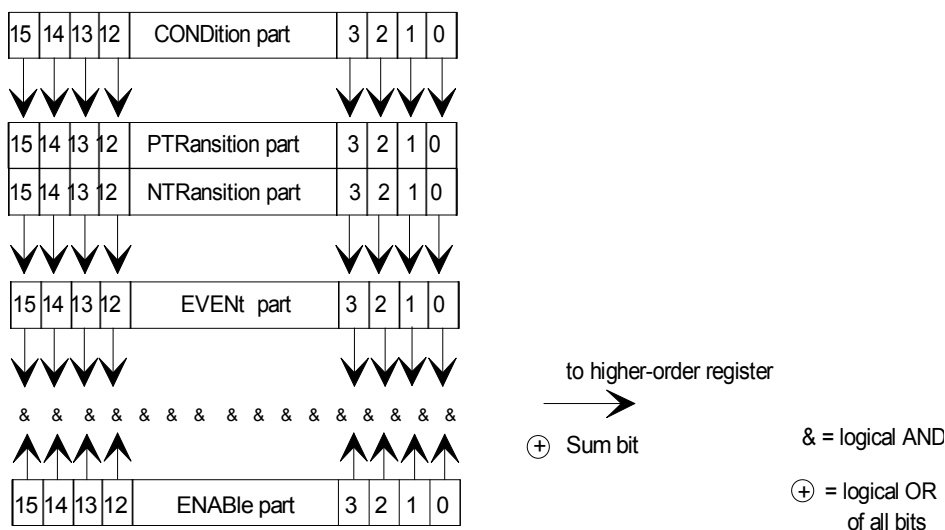 15 14 13 12 CONDition part 3 2 1 0
15 14 13 12 PTRansition part 3 2 1 0
15 14 13 12 NTRansition part 3 2 1 0
15 14 13 12 EVENt part 3 2 1 0
to higher-order register
& & & & & & & & & & & & & & & &
⊕ Sum bit
& = logical AND
15 14 13 12 ENABle part 3 2 1 0
⊕ = logical OR
of all bits